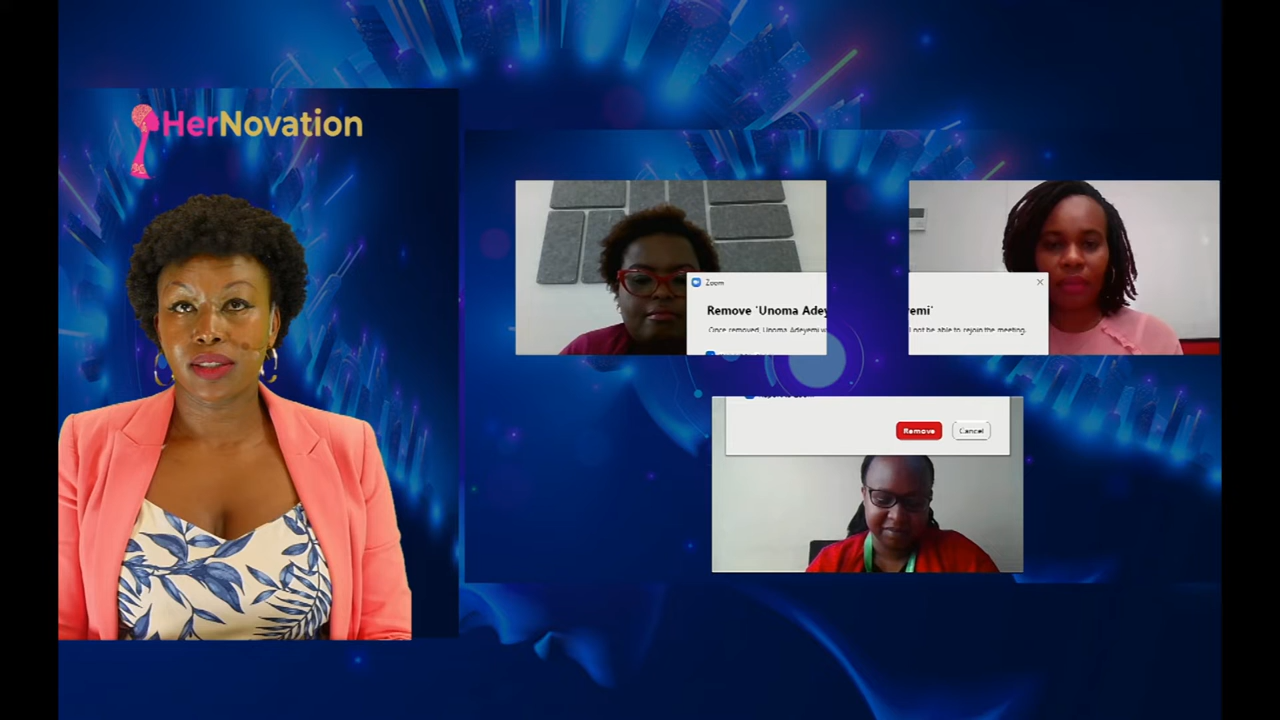 HerNovation
Zoom
Remove 'Unoma Adey
emi'
Once removed, Unoma Adeyemi w
l not be able to rejoin the meeting.
Remove
Cancel